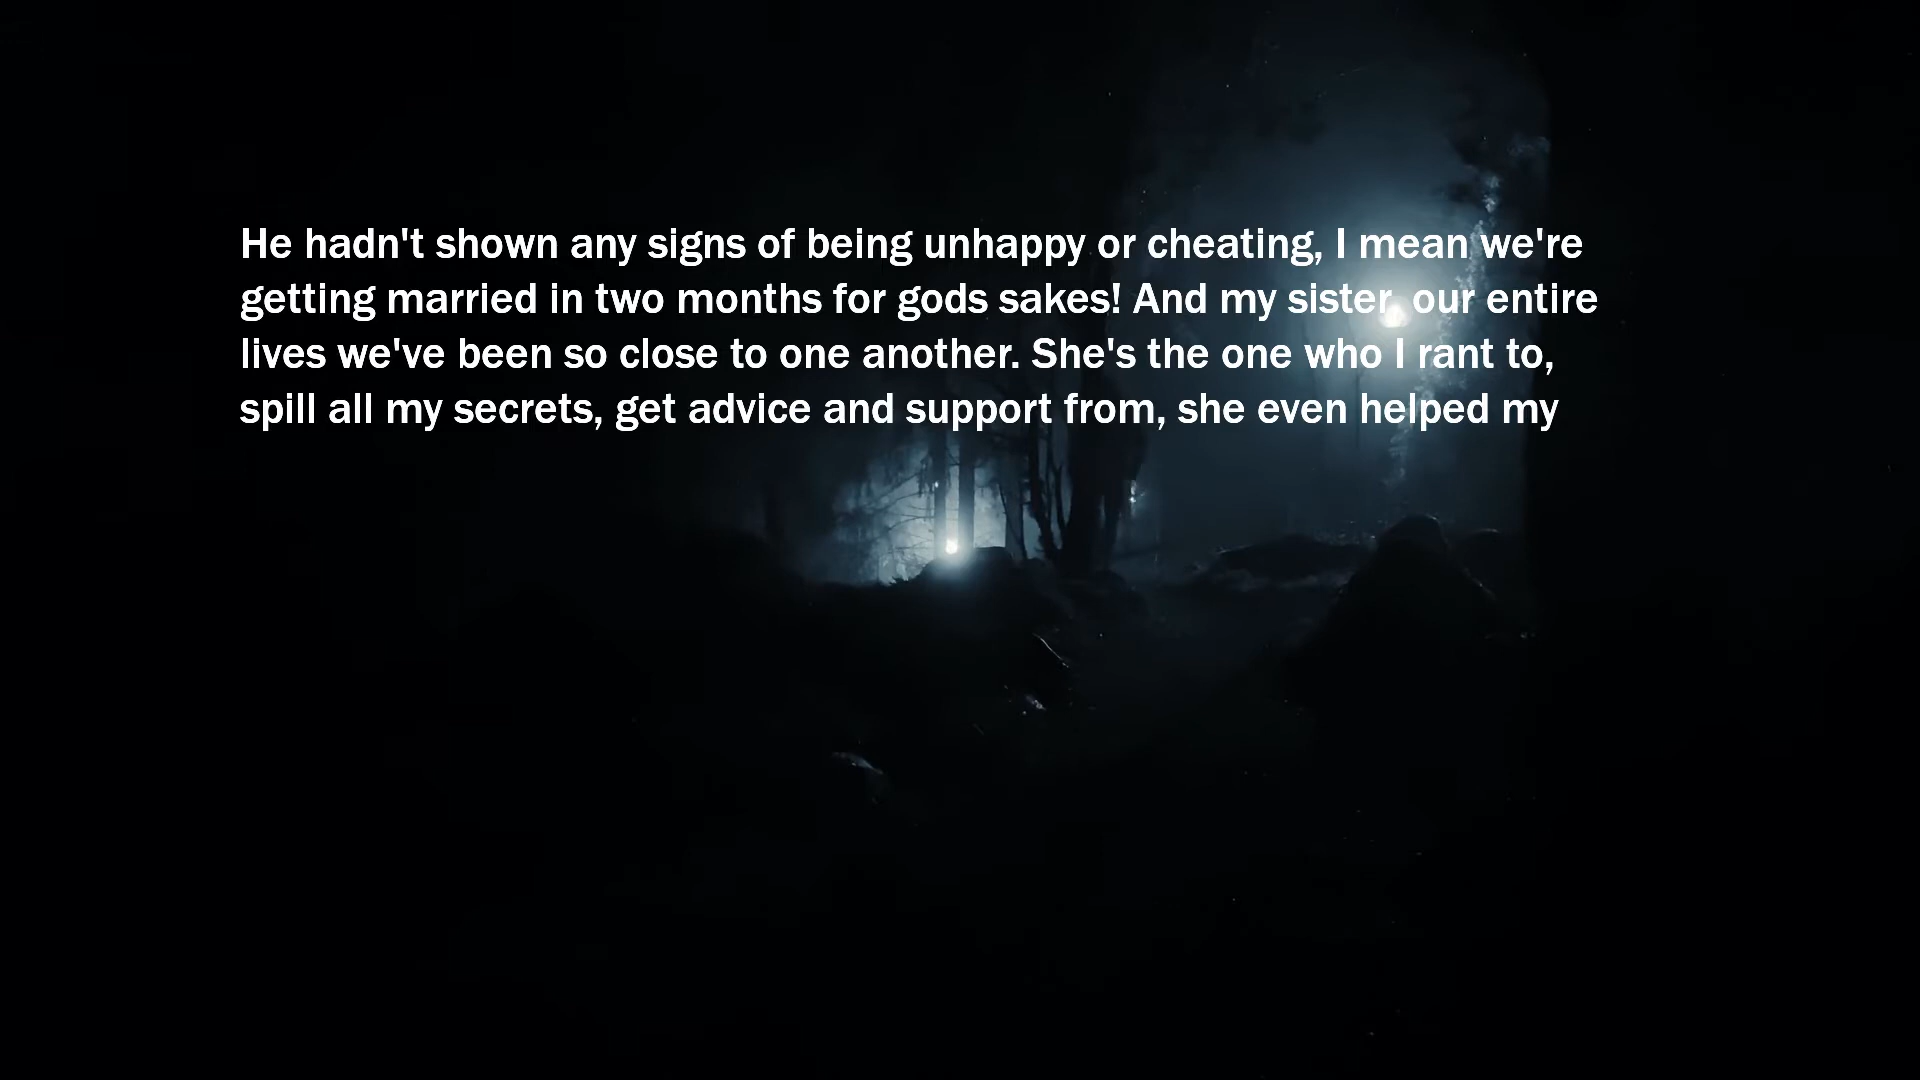 He hadn't shown any signs of being unhappy or cheating, I mean we're
getting married in two months for gods sakes! And my sister, our entire
lives we've been so close to one another. She's the one who I rant to,
spill all my secrets, get advice and support from, she even helped my